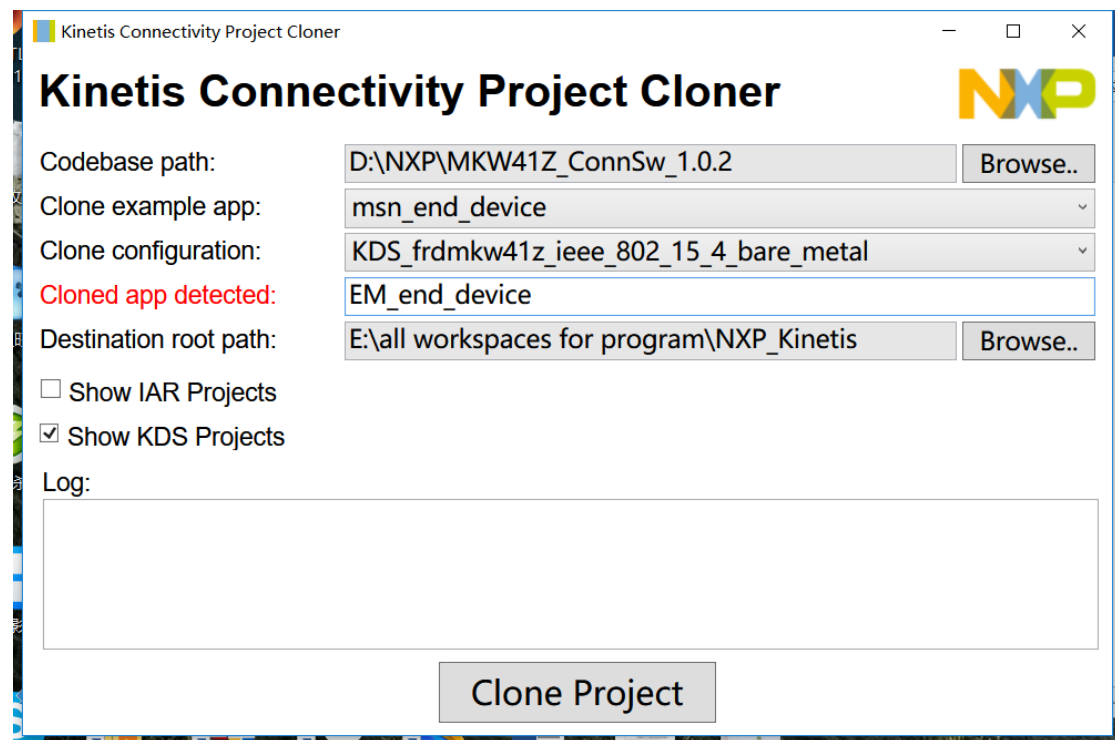 Kinetis Connectivity Project Cloner
Kinetis Connectivity Project Cloner
NXP
Codebase path:
D:\NXP\MKW41Z_ConnSw_1.0.2
Browse..
Clone example app:
msn_end_device
Clone configuration:
KDS_frdmkw41z_ieee_802_15_4_bare_metal
Cloned app detected:
EM_end_device
Destination root path:
E:\all workspaces for program\NXP_Kinetis
Browse..
Show IAR Projects
Show KDS Projects
Log:
Clone Project